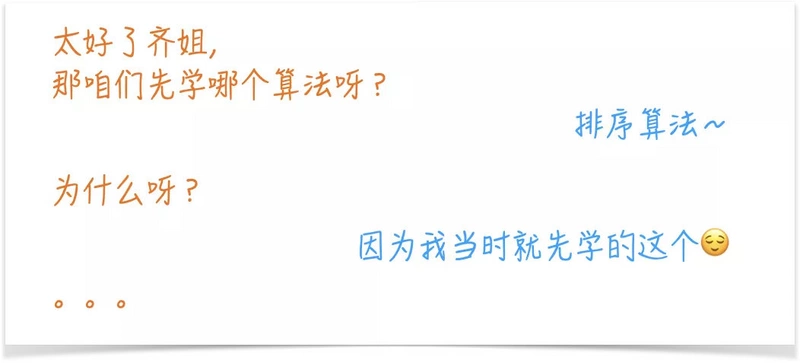 太好了齐姐,
那咱们先学哪个算法呀?
排序算法~
为什么呀?
因为我当时就先学的这个😌
。。。